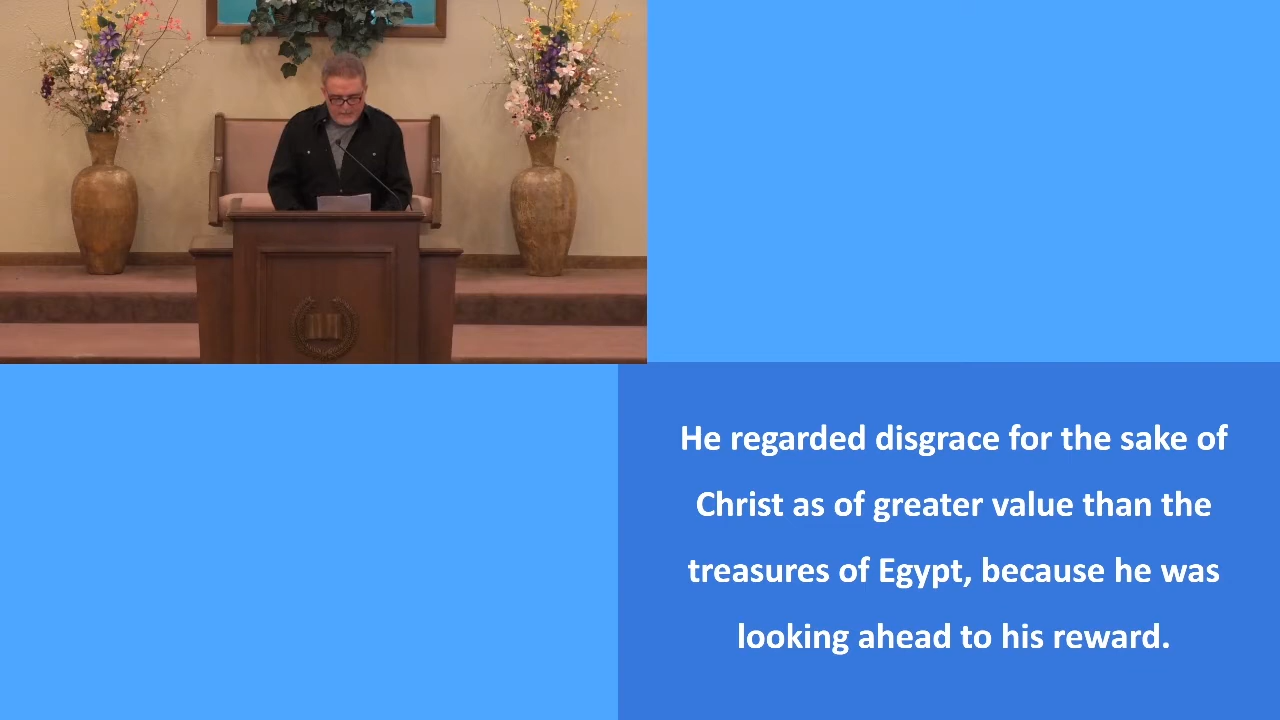 He regarded disgrace for the sake of
Christ as of greater value than the
treasures of Egypt, because he was
looking ahead to his reward.